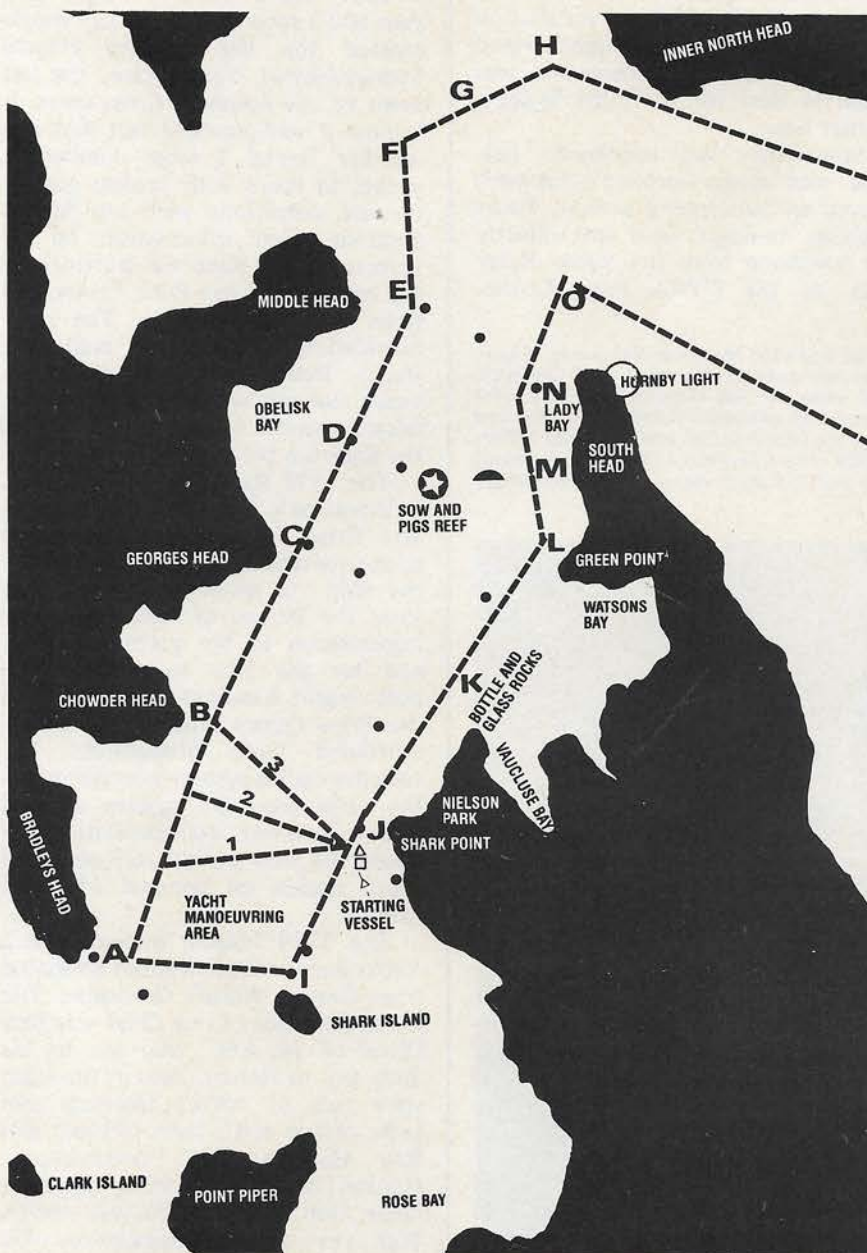 H
INNER NORTH HEAD
G
F
MIDDLE HEAD
E
O
HORNBY LIGHT
N
LADY
BAY
OBELISK
BAY
D
SOUTH
HEAD
M
SOW AND
PIGS REEF
C
L
GEORGES HEAD
GREEN POINT
WATSONS
BAY
K
BOTTLE AND
GLASS ROCKS
CHOWDER HEAD
B
3
VAUCLUSE BAY
2
NIELSON
PARK
J
1
SHARK POINT
BRADLEYS HEAD
YACHT
MANOEUVRING
AREA
STARTING
VESSEL
A
I
SHARK ISLAND
CLARK ISLAND
POINT PIPER
ROSE BAY